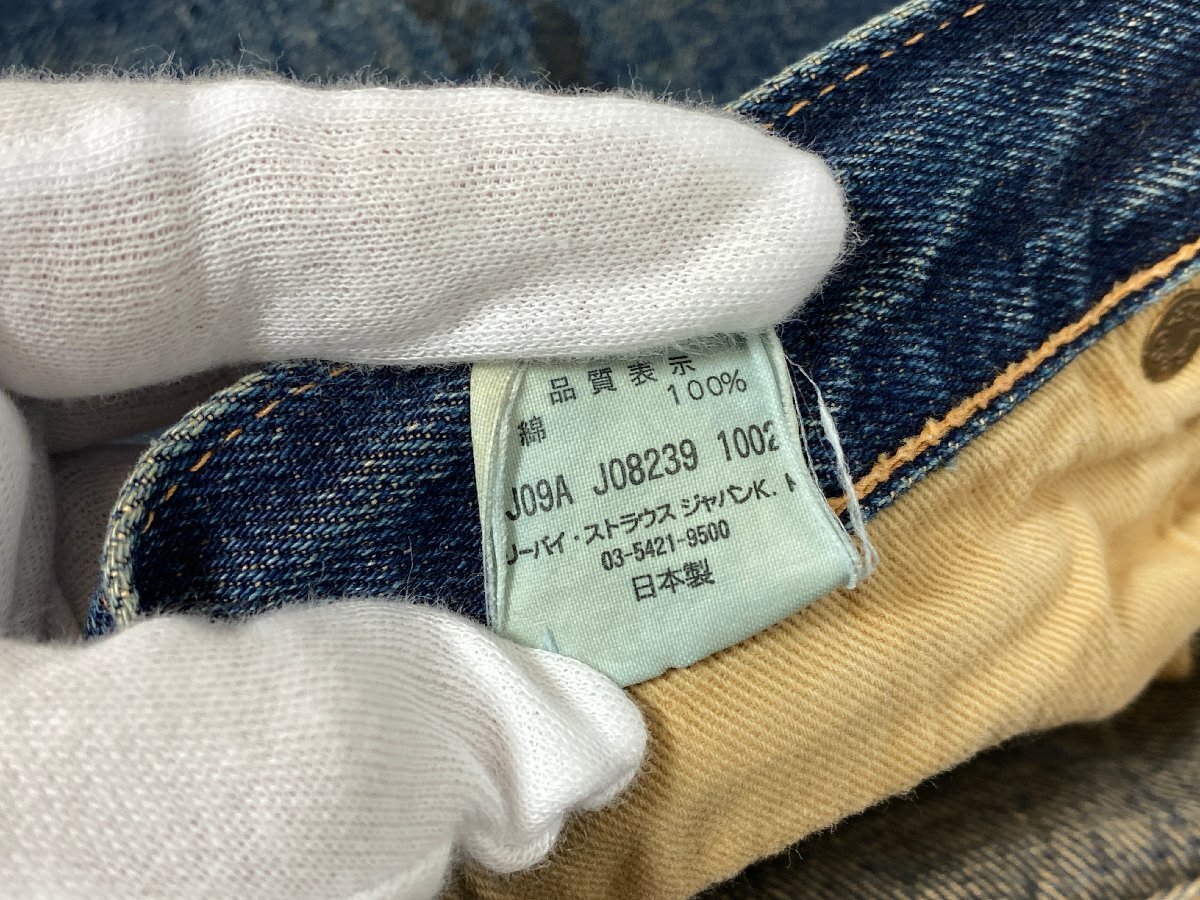 品質表示
綿 100%
J09A J08239 1002
リーバイ・ストラウス ジャパンK.
03-5421-9500
日本製